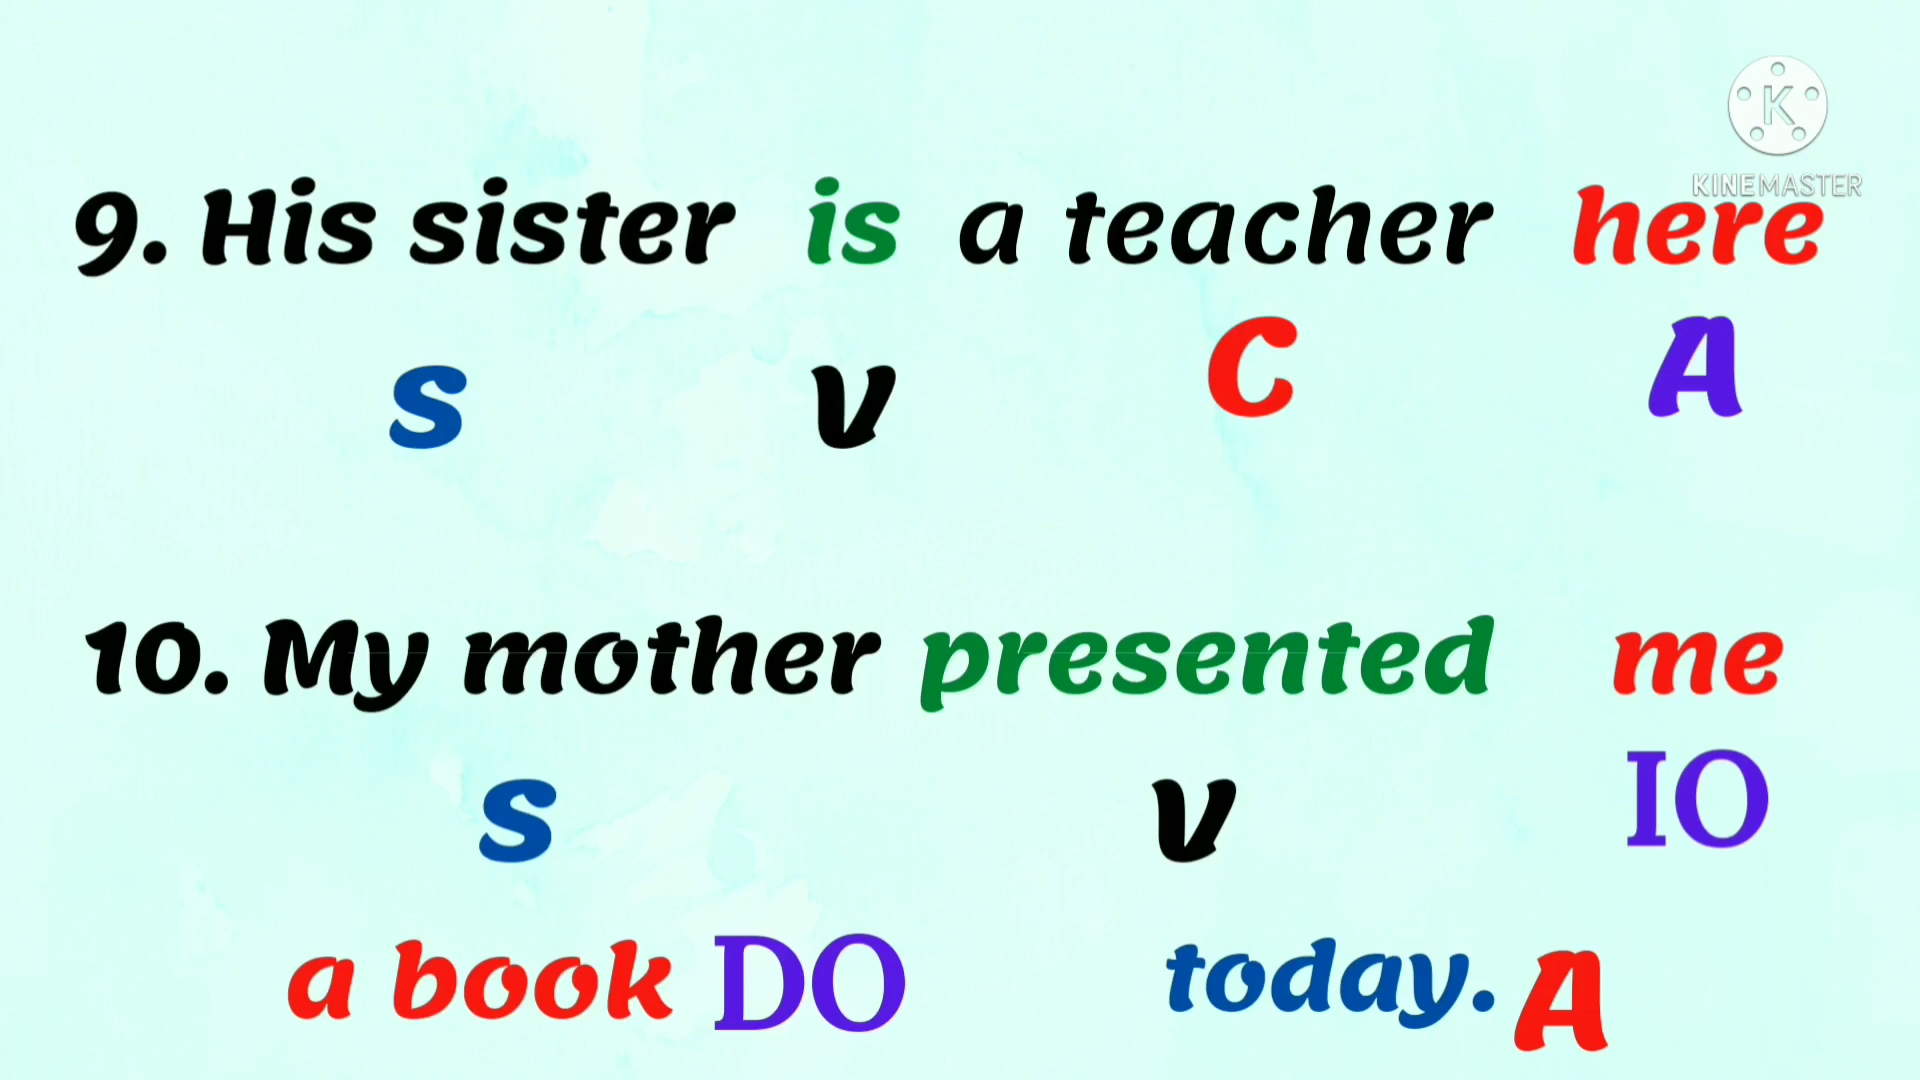 K
KINEMASTER
9. His sister is a teacher here
S V C A
10. My mother presented me
S V IO
a book DO today. A